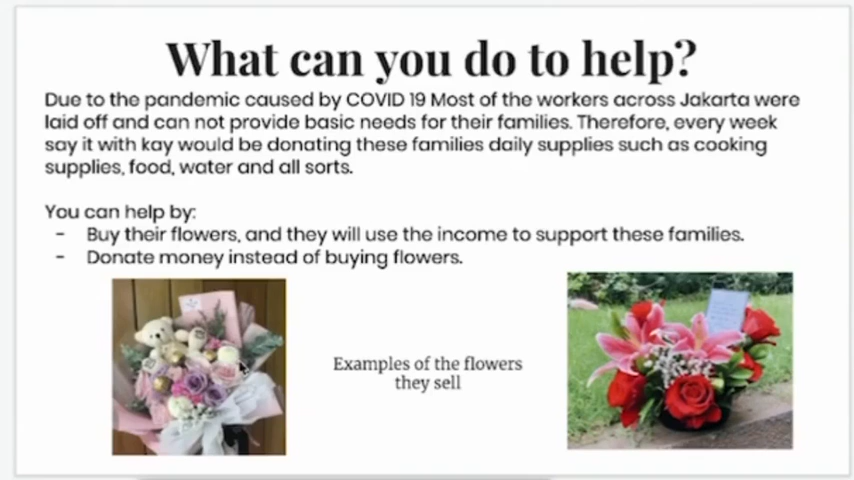 What can you do to help?
Due to the pandemic caused by COVID 19 Most of the workers across Jakarta were
laid off and can not provide basic needs for their families. Therefore, every week
say it with kay would be donating these families daily supplies such as cooking
supplies, food, water and all sorts.
You can help by:
- Buy their flowers, and they will use the income to support these families.
- Donate money instead of buying flowers.
Examples of the flowers
they sell